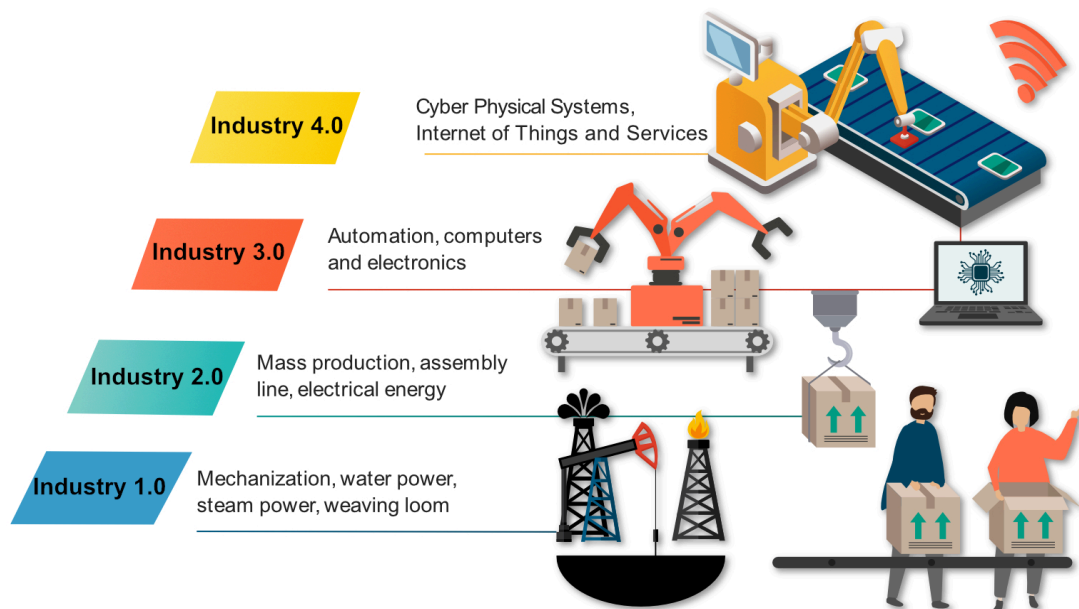 Industry 4.0
Cyber Physical Systems,
Internet of Things and Services
Industry 3.0
Automation, computers
and electronics
Industry 2.0
Mass production, assembly
line, electrical energy
Industry 1.0
Mechanization, water power,
steam power, weaving loom